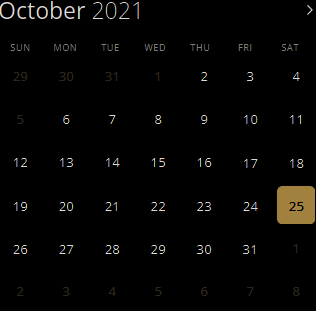 October 2021
SUN MON TUE WED THU FRI SAT
29 30 31 1 2 3 4
5 6 7 8 9 10 11
12 13 14 15 16 17 18
19 20 21 22 23 24 25
26 27 28 29 30 31 1
2 3 4 5 6 7 8